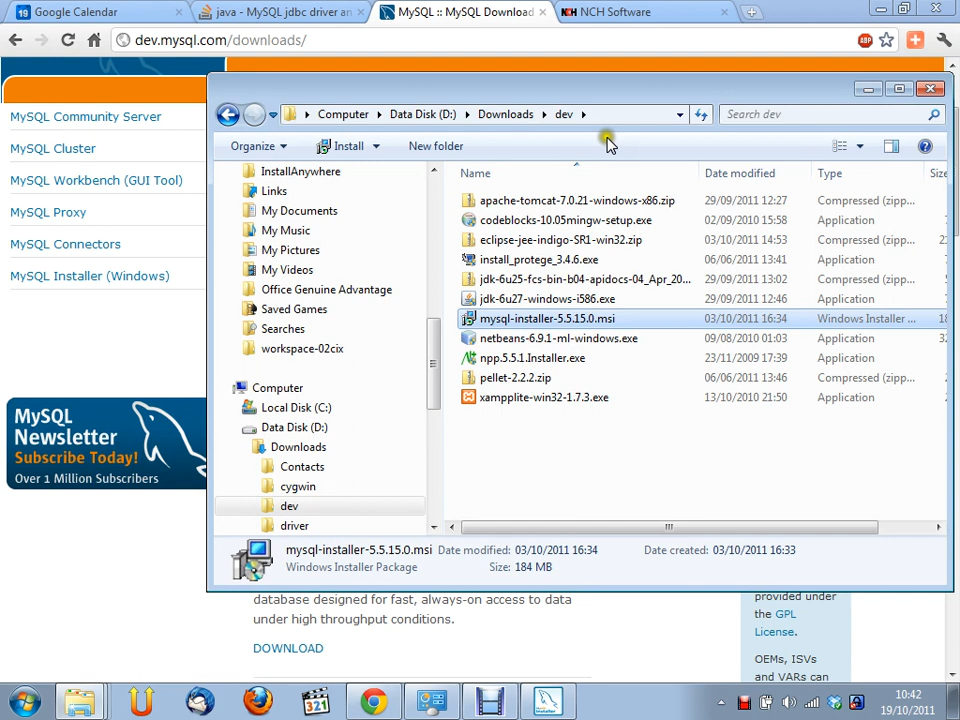 19 Google Calendar
java - MySQL jdbc driver an
MySQL :: MySQL Download
NCH NCH Software
dev.mysql.com/downloads/
ABP
MySQL Community Server
MySQL Cluster
MySQL Workbench (GUI Tool)
MySQL Proxy
MySQL Connectors
MySQL Installer (Windows)
MySQL
Newsletter
Subscribe Today!
Over 1 Million Subscribers
Computer Data Disk (D:) Downloads dev
Search dev
Organize Install New folder
InstallAnywhere
Links
My Documents
My Music
My Pictures
My Videos
Office Genuine Advantage
Saved Games
Searches
workspace-02cix
Computer
Local Disk (C:)
Data Disk (D:)
Downloads
Contacts
cygwin
dev
driver
Name Date modified Type Size
apache-tomcat-7.0.21-windows-x86.zip 29/09/2011 12:27 Compressed (zipp...
codeblocks-10.05mingw-setup.exe 02/09/2010 15:58 Application 7
eclipse-jee-indigo-SR1-win32.zip 03/10/2011 14:53 Compressed (zipp... 21
install_protege_3.4.6.exe 06/06/2011 13:41 Application 7
jdk-6u25-fcs-bin-b04-apidocs-04_Apr_20... 29/09/2011 13:02 Compressed (zipp...
jdk-6u27-windows-i586.exe 29/09/2011 12:46 Application 7
mysql-installer-5.5.15.0.msi 03/10/2011 16:34 Windows Installer ... 18
netbeans-6.9.1-ml-windows.exe 09/08/2010 01:03 Application 32
npp.5.5.1.Installer.exe 23/11/2009 17:39 Application
pellet-2.2.2.zip 06/06/2011 13:46 Compressed (zipp...
xampplite-win32-1.7.3.exe 13/10/2010 21:50 Application
mysql-installer-5.5.15.0.msi Date modified: 03/10/2011 16:34 Date created: 03/10/2011 16:33
Windows Installer Package Size: 184 MB
database designed for fast, always-on access to data
under high throughput conditions.
DOWNLOAD
provided under
the GPL
License.
OEMs, ISVs
and VARs can
321
10:42
19/10/2011